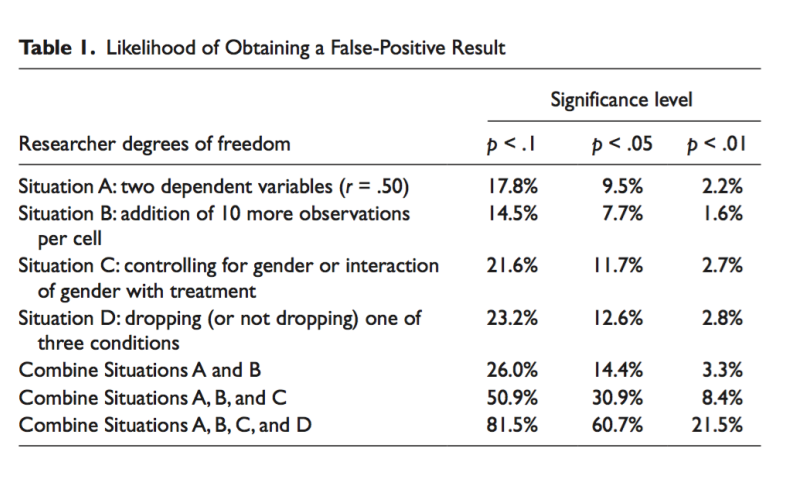 Table 1. Likelihood of Obtaining a False-Positive Result
Significance level
Researcher degrees of freedom p < .1 p < .05 p < .01
Situation A: two dependent variables (r = .50) 17.8% 9.5% 2.2%
Situation B: addition of 10 more observations 14.5% 7.7% 1.6%
per cell
Situation C: controlling for gender or interaction 21.6% 11.7% 2.7%
of gender with treatment
Situation D: dropping (or not dropping) one of 23.2% 12.6% 2.8%
three conditions
Combine Situations A and B 26.0% 14.4% 3.3%
Combine Situations A, B, and C 50.9% 30.9% 8.4%
Combine Situations A, B, C, and D 81.5% 60.7% 21.5%